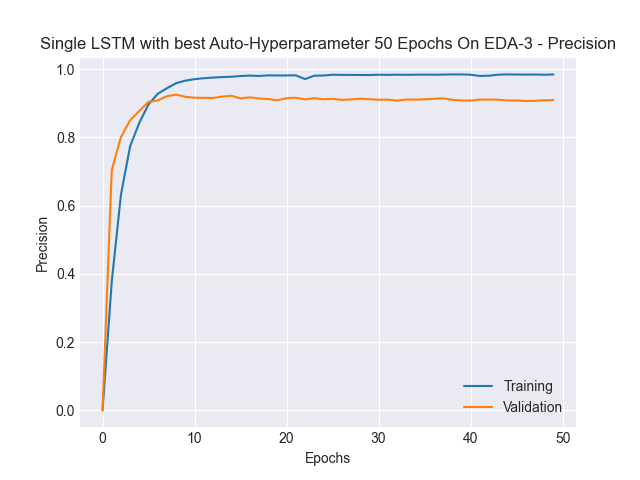 Single LSTM with best Auto-Hyperparameter 50 Epochs On EDA-3 - Precision
1.0
0.8
0.6
0.4
0.2
0.0
Precision
0 10 20 30 40 50
Epochs
Training
Validation